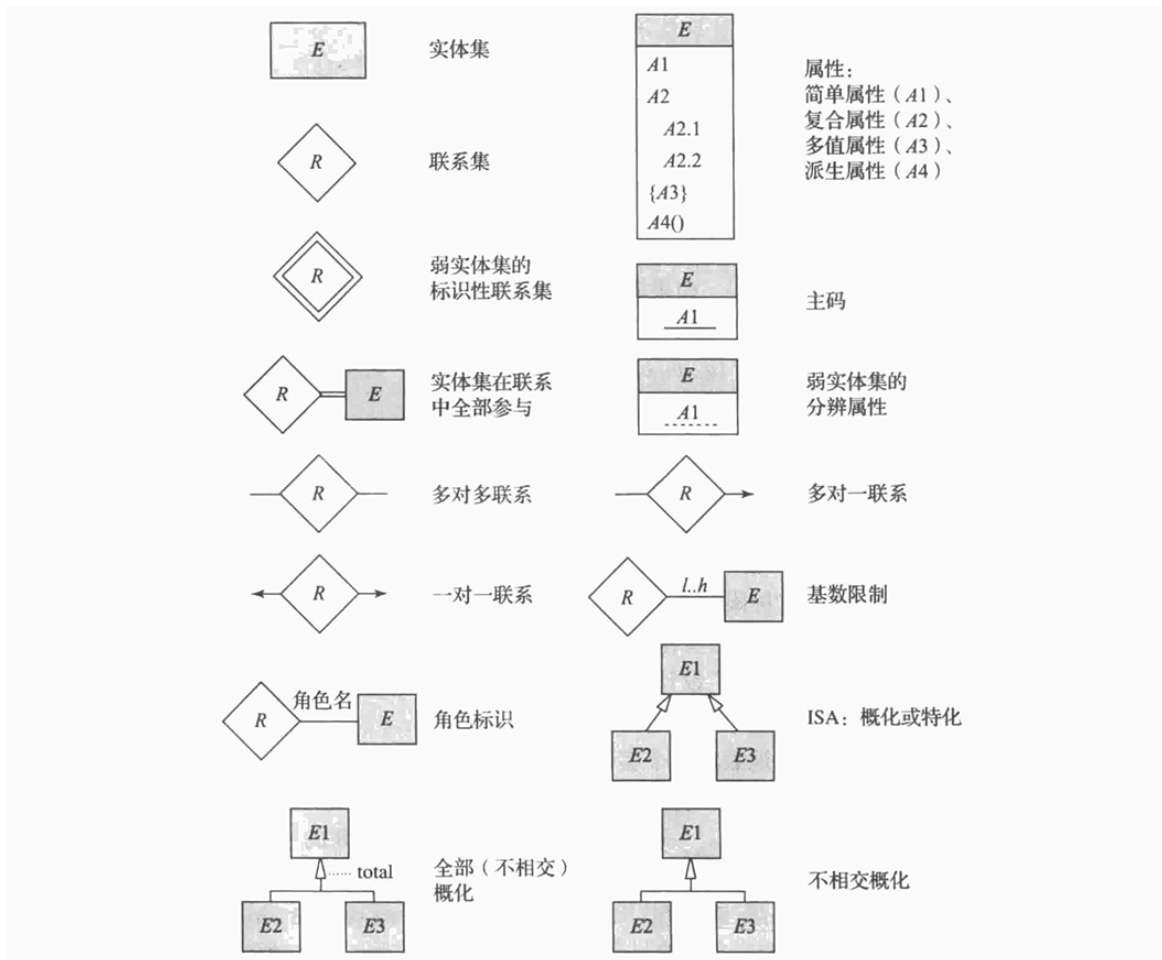 E
实体集
R
联系集
R
弱实体集的
标识性联系集
R
E
实体集在联系
中全部参与
R
多对多联系
R
一对一联系
R
角色名
E
角色标识
E1
total
E2
E3
全部（不相交）
概化
E
A1
A2
A2.1
A2.2
{A3}
A4()
属性：
简单属性（A1）、
复合属性（A2）、
多值属性（A3）、
派生属性（A4）
E
A1
主码
E
A1
弱实体集的
分辨属性
R
多对一联系
R
l..h
E
基数限制
E1
E2
E3
ISA：概化或特化
E1
E2
E3
不相交概化